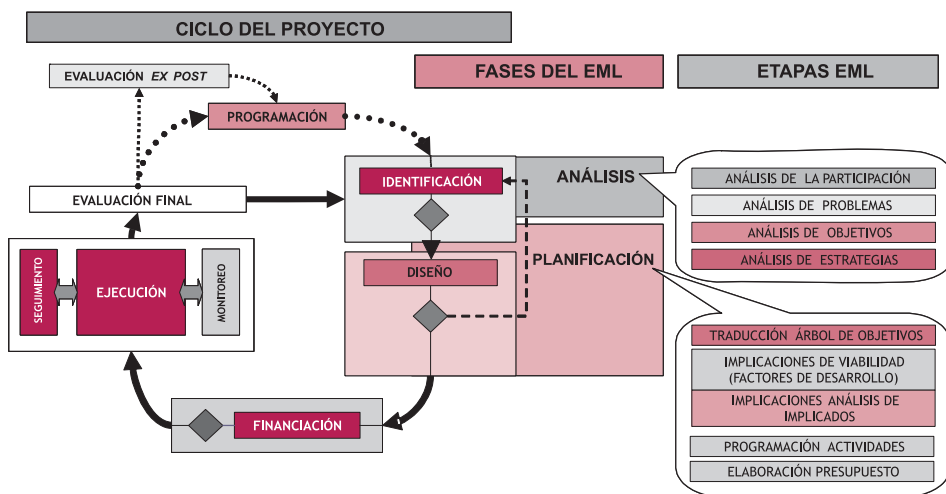 CICLO DEL PROYECTO
FASES DEL EML
ETAPAS EML
EVALUACIÓN EX POST
PROGRAMACIÓN
IDENTIFICACIÓN
ANÁLISIS
EVALUACIÓN FINAL
ANÁLISIS DE LA PARTICIPACIÓN
ANÁLISIS DE PROBLEMAS
ANÁLISIS DE OBJETIVOS
ANÁLISIS DE ESTRATEGIAS
SEGUIMIENTO
EJECUCIÓN
MONITOREO
DISEÑO
PLANIFICACIÓN
TRADUCCIÓN ÁRBOL DE OBJETIVOS
IMPLICACIONES DE VIABILIDAD
(FACTORES DE DESARROLLO)
IMPLICACIONES ANÁLISIS DE
IMPLICADOS
PROGRAMACIÓN ACTIVIDADES
ELABORACIÓN PRESUPUESTO
FINANCIACIÓN